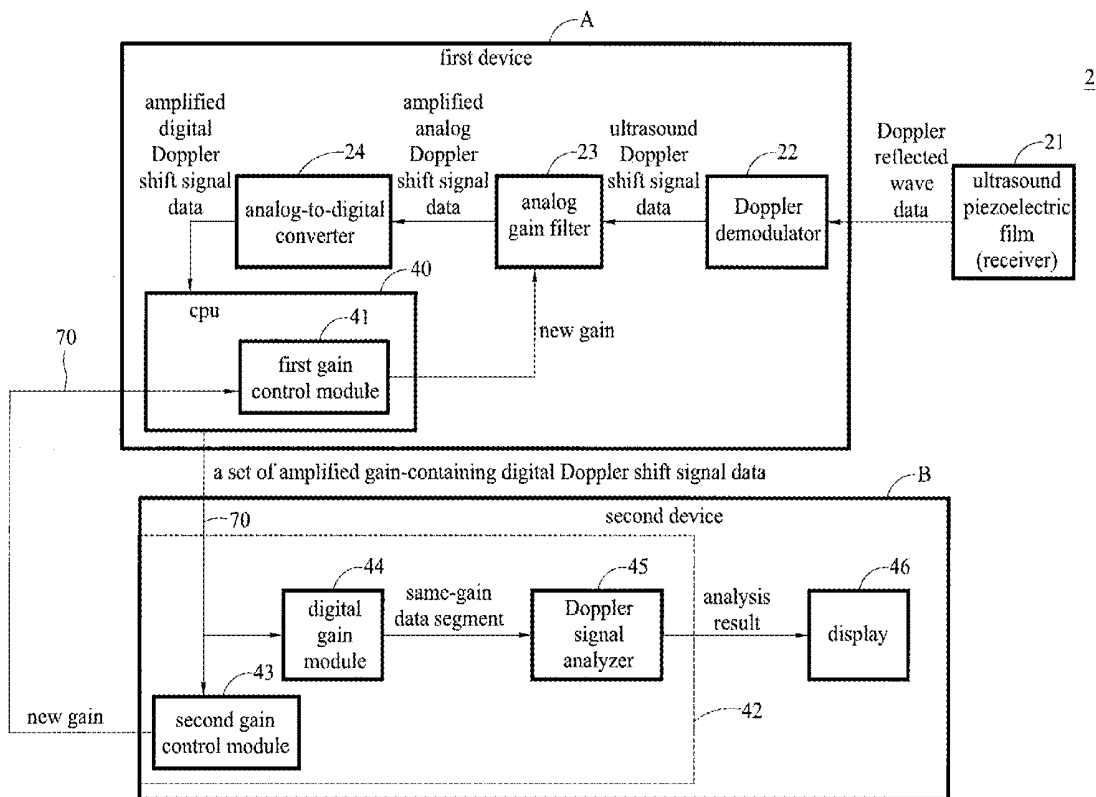 A
first device
2
amplified
digital
Doppler
shift signal
data
24
analog-to-digital
converter
amplified
analog
Doppler
shift signal
data
23
analog
gain filter
ultrasound
Doppler
shift signal
data
22
Doppler
demodulator
Doppler
reflected
wave
data
21
ultrasound
piezoelectric
film
(receiver)
40
cpu
41
first gain
control module
new gain
70
a set of amplified gain-containing digital Doppler shift signal data
B
second device
70
44
digital
gain
module
same-gain
data segment
45
Doppler
signal
analyzer
analysis
result
46
display
43
second gain
control module
new gain
42